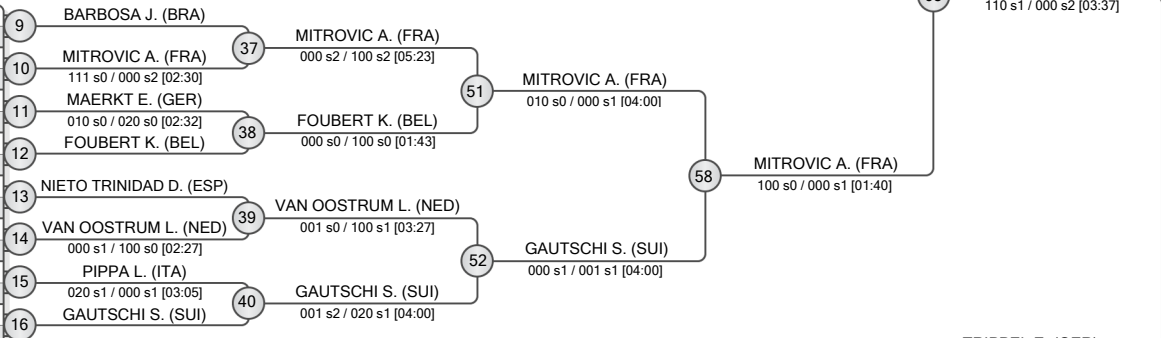 110 s1 / 000 s2 [03:37]
9
BARBOSA J. (BRA)
37
MITROVIC A. (FRA)
000 s2 / 100 s2 [05:23]
10
MITROVIC A. (FRA)
111 s0 / 000 s2 [02:30]
51
MITROVIC A. (FRA)
010 s0 / 000 s1 [04:00]
11
MAERKT E. (GER)
010 s0 / 020 s0 [02:32]
38
FOUBERT K. (BEL)
000 s0 / 100 s0 [01:43]
12
FOUBERT K. (BEL)
58
MITROVIC A. (FRA)
100 s0 / 000 s1 [01:40]
13
NIETO TRINIDAD D. (ESP)
39
VAN OOSTRUM L. (NED)
001 s0 / 100 s1 [03:27]
14
VAN OOSTRUM L. (NED)
000 s1 / 100 s0 [02:27]
52
GAUTSCHI S. (SUI)
000 s1 / 001 s1 [04:00]
15
PIPPA L. (ITA)
020 s1 / 000 s1 [03:05]
40
GAUTSCHI S. (SUI)
001 s2 / 020 s1 [04:00]
16
GAUTSCHI S. (SUI)